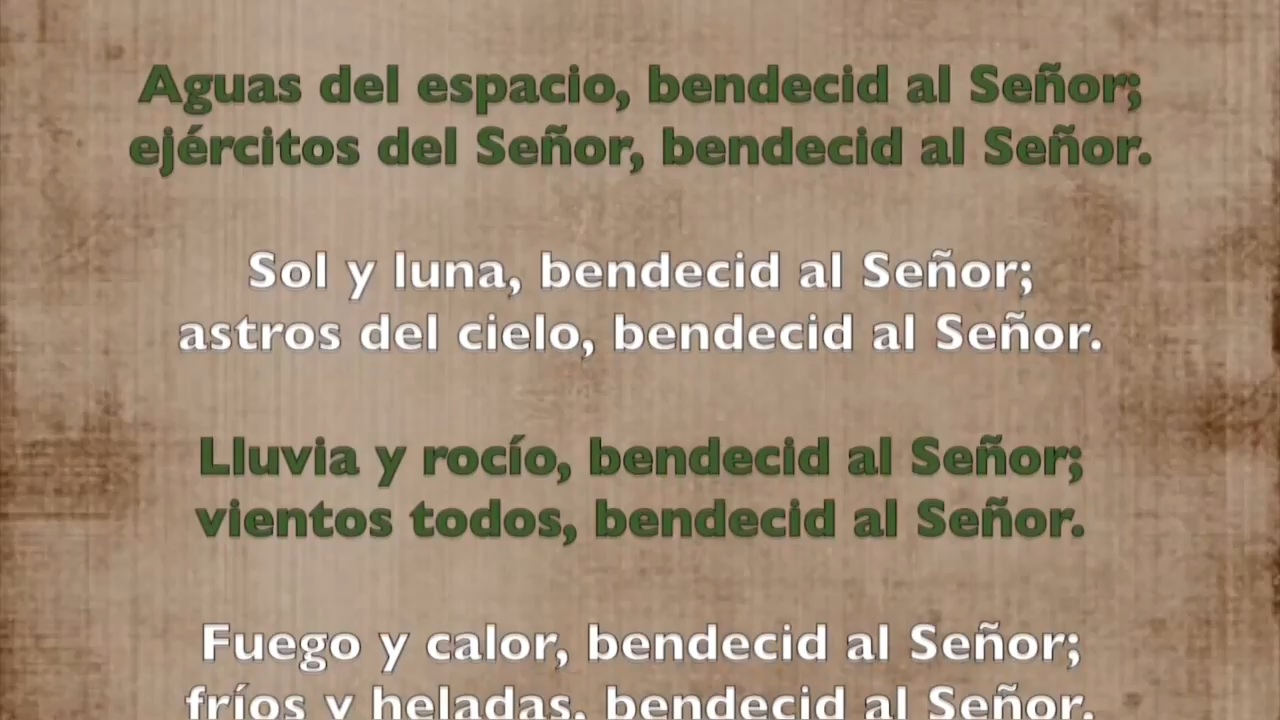 Aguas del espacio, bendecid al Señor;
ejércitos del Señor, bendecid al Señor.
Sol y luna, bendecid al Señor;
astros del cielo, bendecid al Señor.
Lluvia y rocío, bendecid al Señor;
vientos todos, bendecid al Señor.
Fuego y calor, bendecid al Señor;
fríos y heladas, bendecid al Señor.